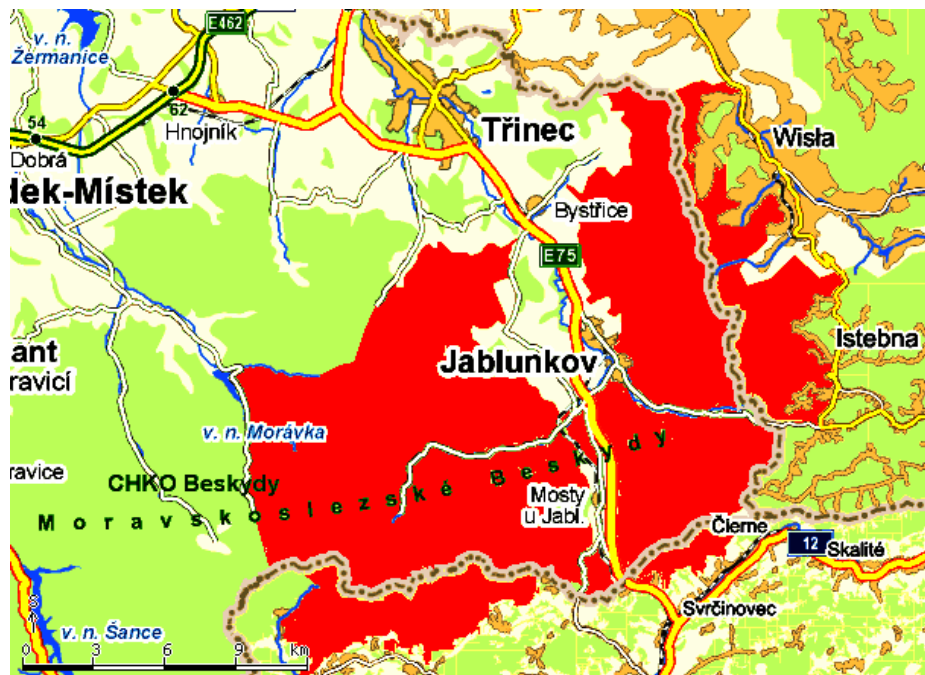 E462
v. n.
Žermanice
62
54
Hnojník
Dobrá
Třinec
Wisła
dek-Místek
Bystřice
E75
Istebna
ant
ravicí
Jablunkov
v. n. Morávka
ravice
CHKO Beskydy
Moravskoslezské Beskydy
Mosty
u Jabl.
Čierne
12
Skalité
Svrčinovec
v. n. Šance
0 3 6 9 Km